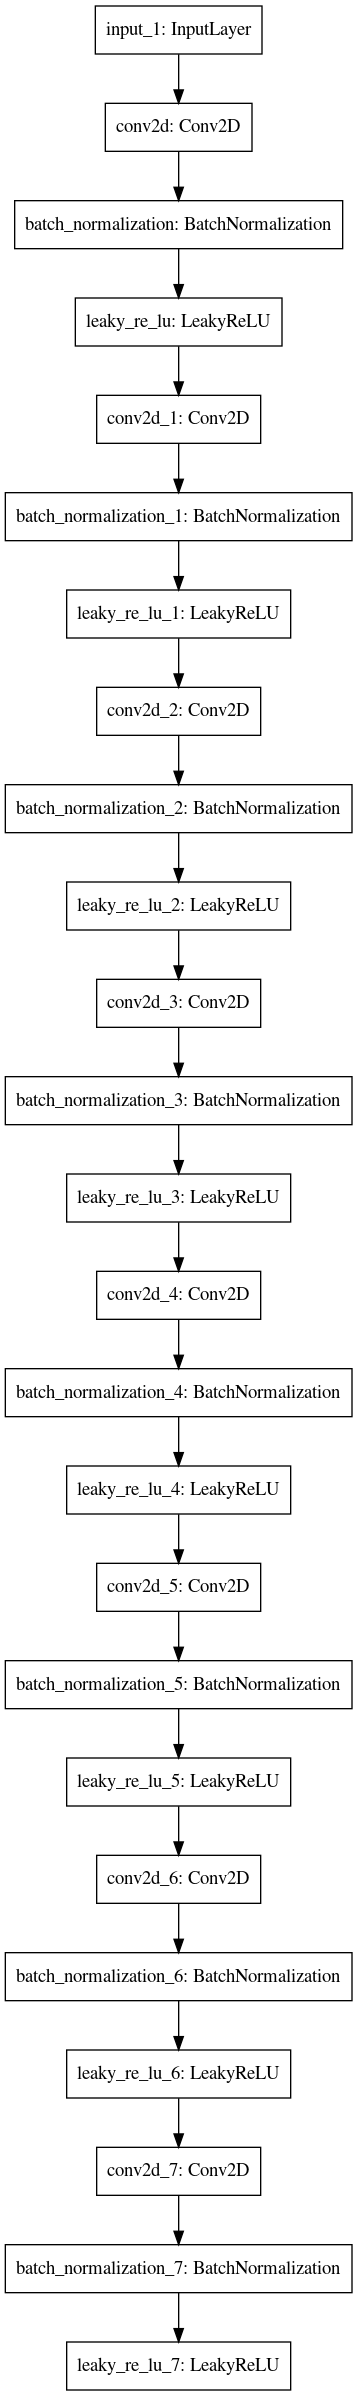 input_1: InputLayer
conv2d: Conv2D
batch_normalization: BatchNormalization
leaky_re_lu: LeakyReLU
conv2d_1: Conv2D
batch_normalization_1: BatchNormalization
leaky_re_lu_1: LeakyReLU
conv2d_2: Conv2D
batch_normalization_2: BatchNormalization
leaky_re_lu_2: LeakyReLU
conv2d_3: Conv2D
batch_normalization_3: BatchNormalization
leaky_re_lu_3: LeakyReLU
conv2d_4: Conv2D
batch_normalization_4: BatchNormalization
leaky_re_lu_4: LeakyReLU
conv2d_5: Conv2D
batch_normalization_5: BatchNormalization
leaky_re_lu_5: LeakyReLU
conv2d_6: Conv2D
batch_normalization_6: BatchNormalization
leaky_re_lu_6: LeakyReLU
conv2d_7: Conv2D
batch_normalization_7: BatchNormalization
leaky_re_lu_7: LeakyReLU